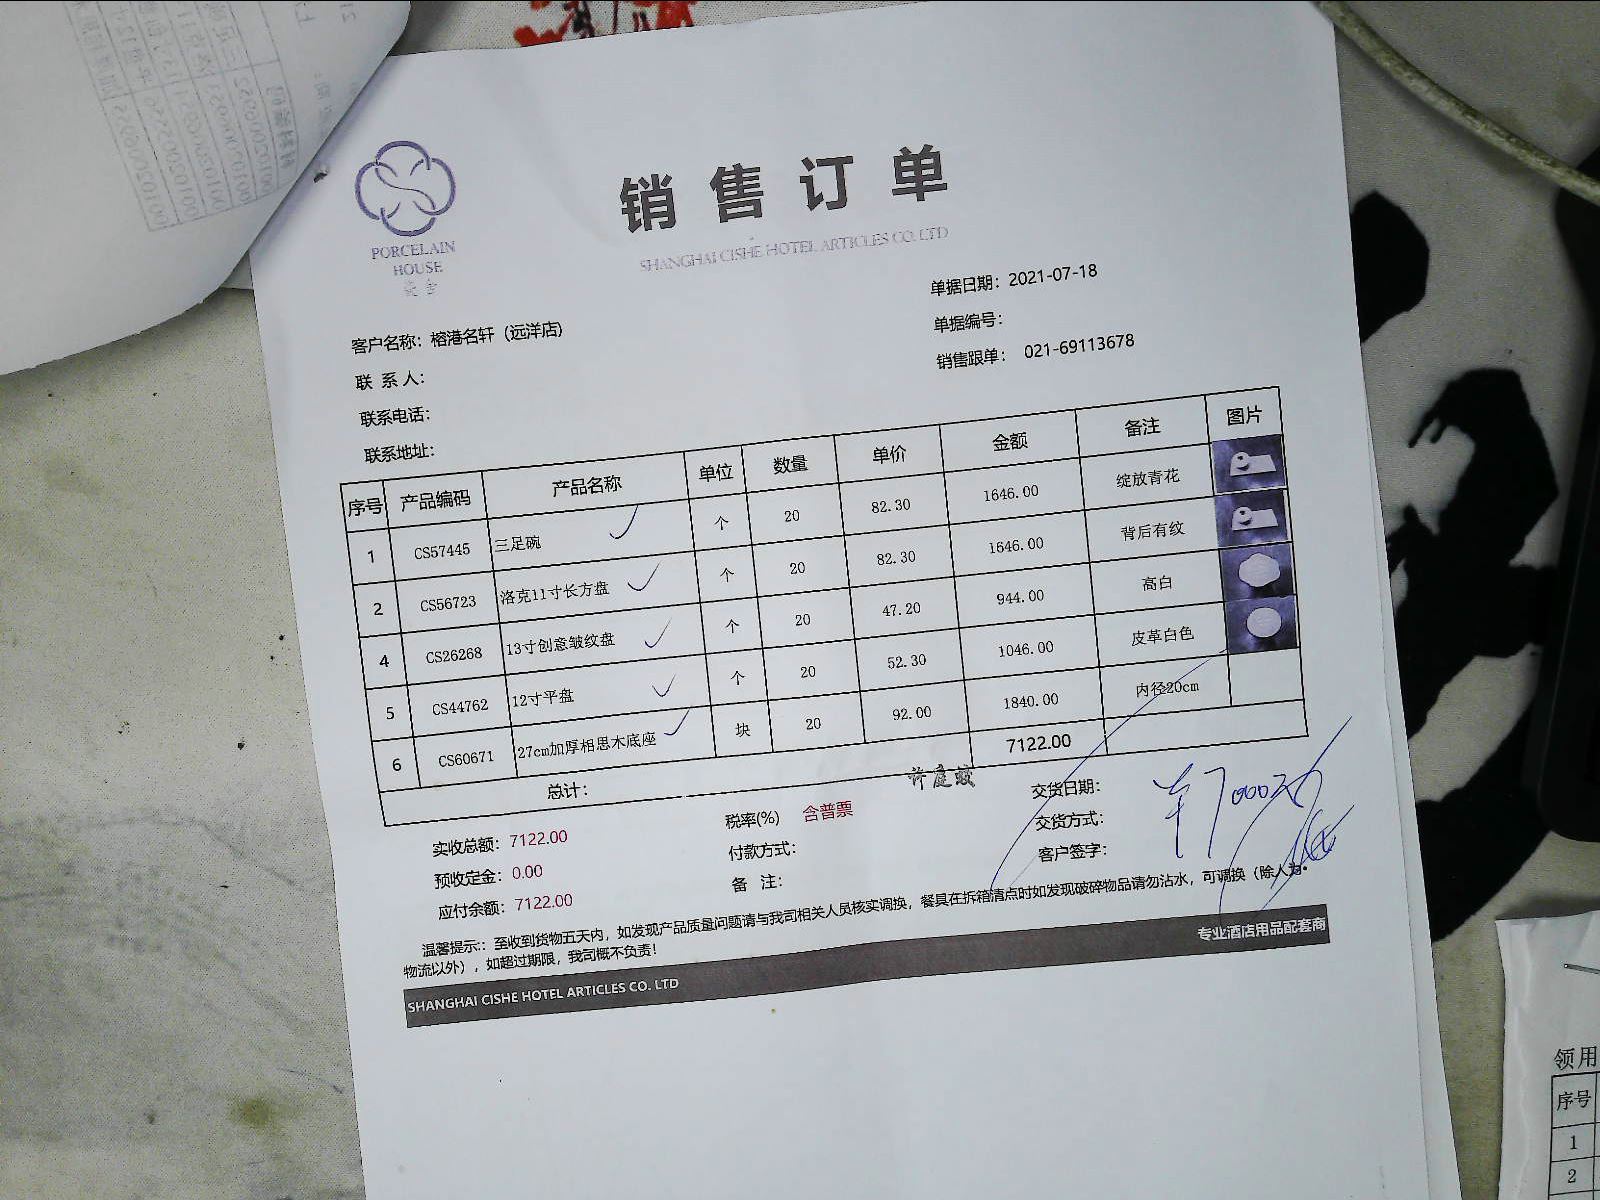 PORCELAIN
HOUSE
瓷舍
销售订单
SHANGHAI CISHE HOTEL ARTICLES CO. LTD
单据日期：2021-07-18
单据编号：
销售跟单： 021-69113678
客户名称：榕港名轩（远洋店）
联 系 人：
联系电话：
联系地址：
序号 产品编码 产品名称 单位 数量 单价 金额 备注 图片
1 CS57445 三足碗 个 20 82.30 1646.00 绽放青花
2 CS56723 洛克11寸长方盘 个 20 82.30 1646.00 背后有纹
4 CS26268 13寸创意皱纹盘 个 20 47.20 944.00 高白
5 CS44762 12寸平盘 个 20 52.30 1046.00 皮革白色
6 CS60671 27cm加厚相思木底座 块 20 92.00 1840.00 内径20cm
总计： 7122.00
许庭蛟
实收总额：7122.00 税率(%) 含普票 交货日期：
预收定金：0.00 付款方式： 交货方式：
应付余额：7122.00 备 注： 客户签字：
7000
温馨提示：：至收到货物五天内，如发现产品质量问题请与我司相关人员核实调换，餐具在拆箱清点时如发现破碎物品请勿沾水，可调换（除人为•
物流以外），如超过期限，我司概不负责！
SHANGHAI CISHE HOTEL ARTICLES CO. LTD 专业酒店用品配套商
领用
序号
1
2